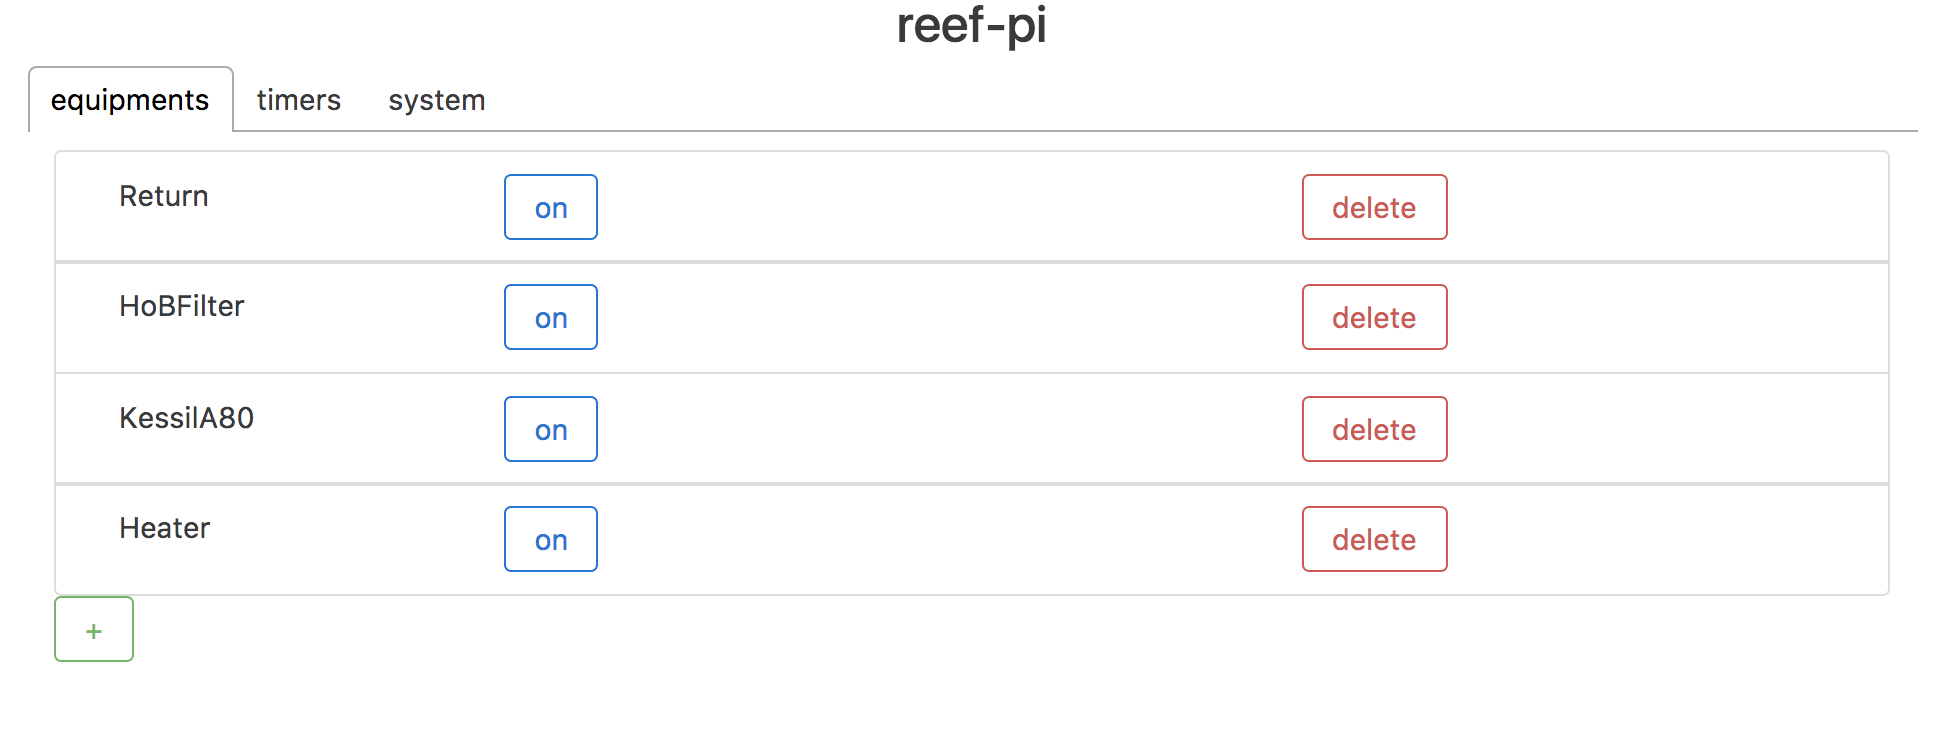 reef-pi
equipments timers system
Return on delete
HoBFilter on delete
KessilA80 on delete
Heater on delete
+